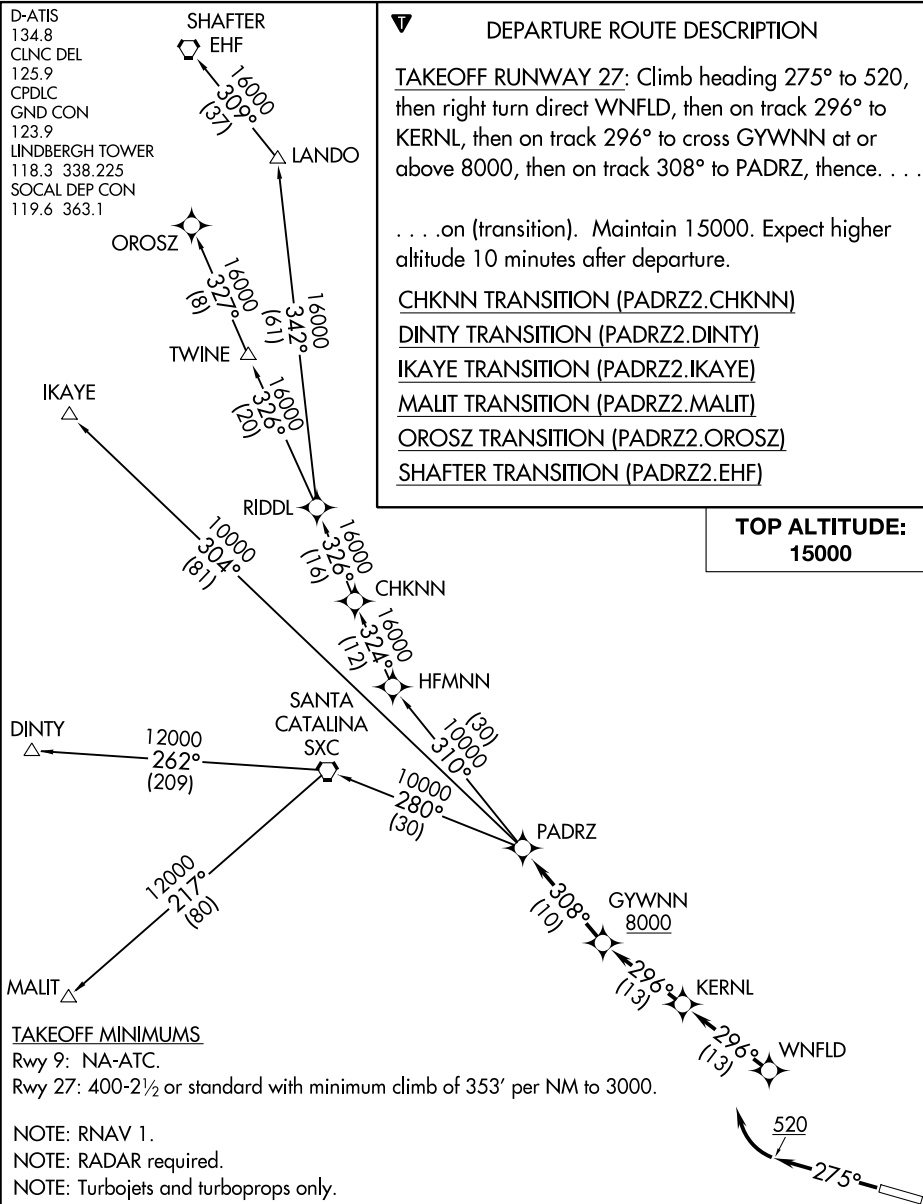 D-ATIS
134.8
CLNC DEL
125.9
CPDLC
GND CON
123.9
LINDBERGH TOWER
118.3 338.225
SOCAL DEP CON
119.6 363.1
T
DEPARTURE ROUTE DESCRIPTION
TAKEOFF RUNWAY 27: Climb heading 275° to 520,
then right turn direct WNFLD, then on track 296° to
KERNL, then on track 296° to cross GYWNN at or
above 8000, then on track 308° to PADRZ, thence. . . .
. . . .on (transition). Maintain 15000. Expect higher
altitude 10 minutes after departure.
CHKNN TRANSITION (PADRZ2.CHKNN)
DINTY TRANSITION (PADRZ2.DINTY)
IKAYE TRANSITION (PADRZ2.IKAYE)
MALIT TRANSITION (PADRZ2.MALIT)
OROSZ TRANSITION (PADRZ2.OROSZ)
SHAFTER TRANSITION (PADRZ2.EHF)
TOP ALTITUDE:
15000
SHAFTER
EHF
16000
309°
(37)
LANDO
OROSZ
16000
327°
(8)
16000
342°
(61)
TWINE
16000
326°
(20)
IKAYE
RIDDL
10000
304°
(81)
16000
326°
(16)
CHKNN
16000
324°
(12)
HFMNN
SANTA
CATALINA
SXC
(30)
10000
310°
DINTY
12000
262°
(209)
10000
280°
(30)
PADRZ
12000
217°
(80)
308°
(10)
GYWNN
8000
MALIT
296°
(13)
KERNL
296°
(13)
WNFLD
520
275°
TAKEOFF MINIMUMS
Rwy 9: NA-ATC.
Rwy 27: 400-2½ or standard with minimum climb of 353' per NM to 3000.
NOTE: RNAV 1.
NOTE: RADAR required.
NOTE: Turbojets and turboprops only.